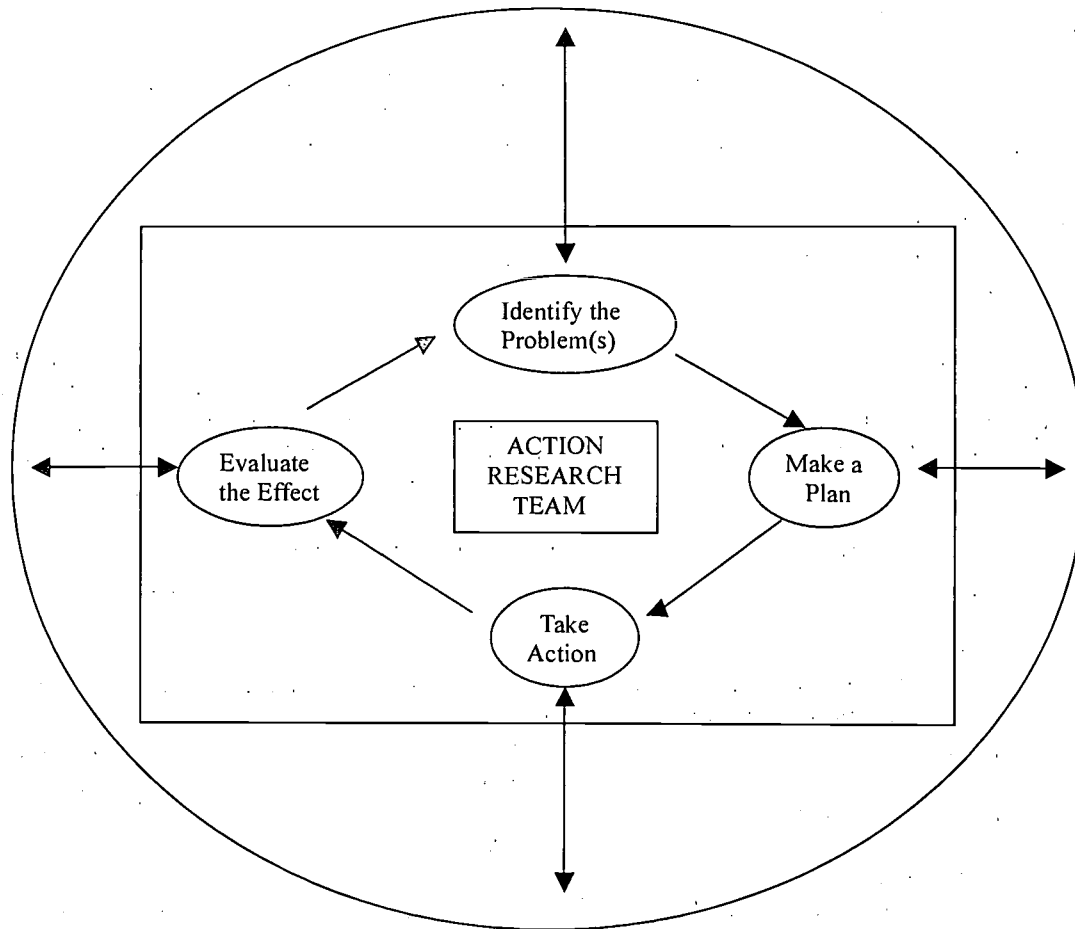 Identify the
Problem(s)
Evaluate
the Effect
ACTION
RESEARCH
TEAM
Make a
Plan
Take
Action